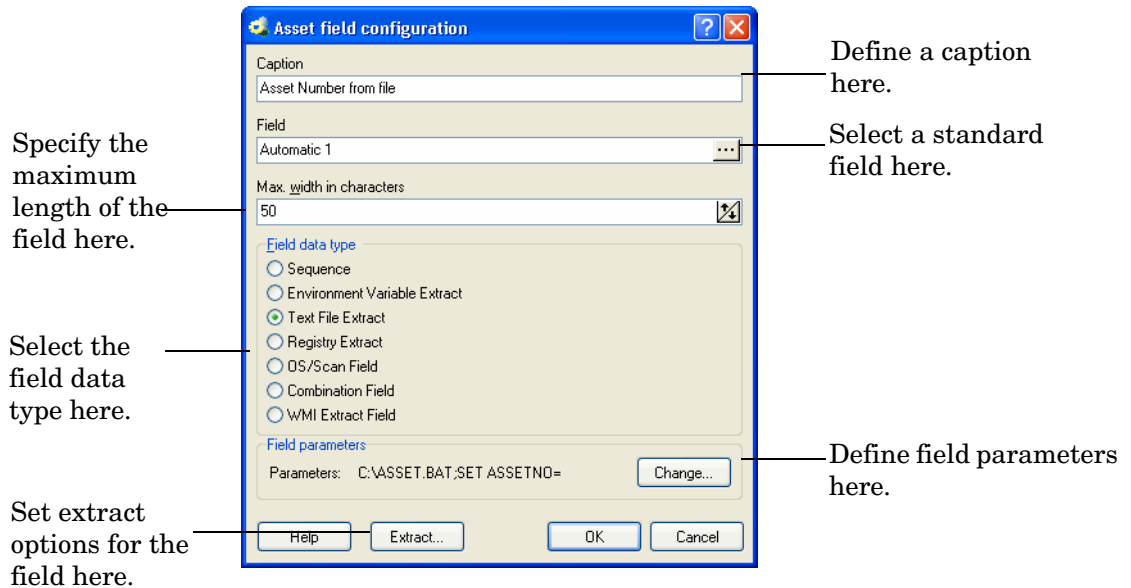 Asset field configuration
Caption
Asset Number from file
Define a caption
here.
Field
Automatic 1
...
Select a standard
field here.
Specify the
maximum
length of the
field here.
Max. width in characters
50
Field data type
Sequence
Environment Variable Extract
Text File Extract
Registry Extract
OS/Scan Field
Combination Field
WMI Extract Field
Select the
field data
type here.
Field parameters
Parameters: C:\ASSET.BAT;SET ASSETNO=
Change...
Define field parameters
here.
Set extract
options for the
field here.
Help
Extract...
OK
Cancel